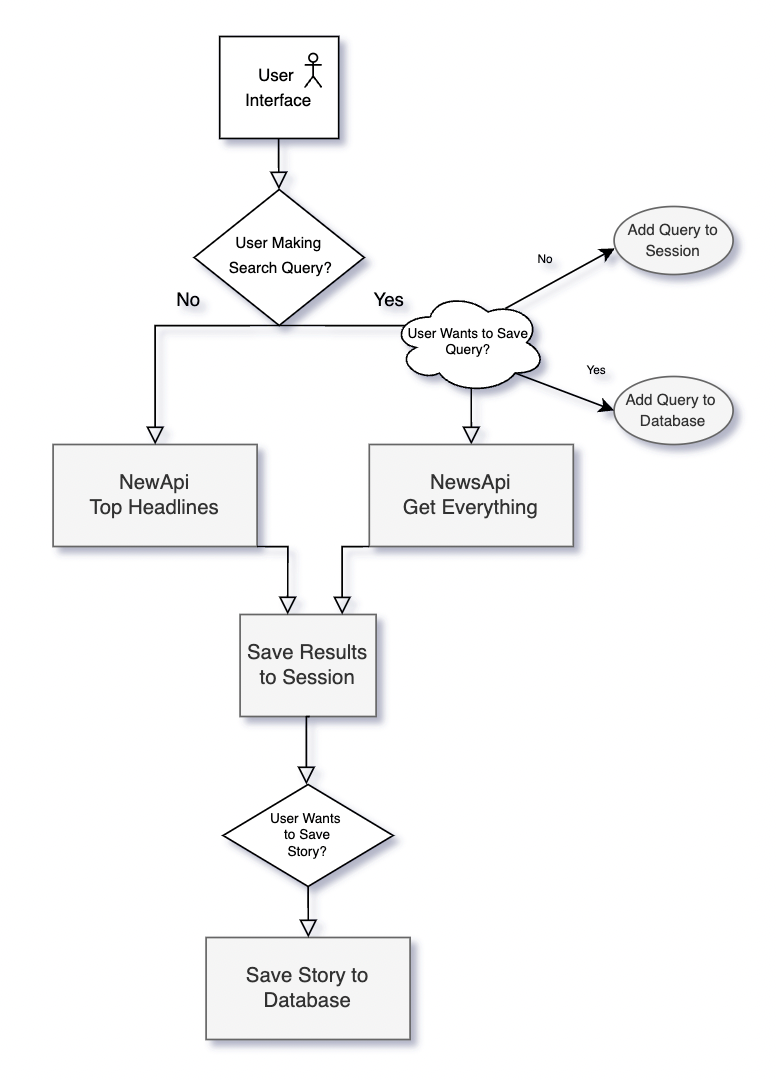 User
Interface
User Making
Search Query?
No
Yes
No
Add Query to
Session
User Wants to Save
Query?
Yes
Add Query to
Database
NewApi
Top Headlines
NewsApi
Get Everything
Save Results
to Session
User Wants
to Save
Story?
Save Story to
Database